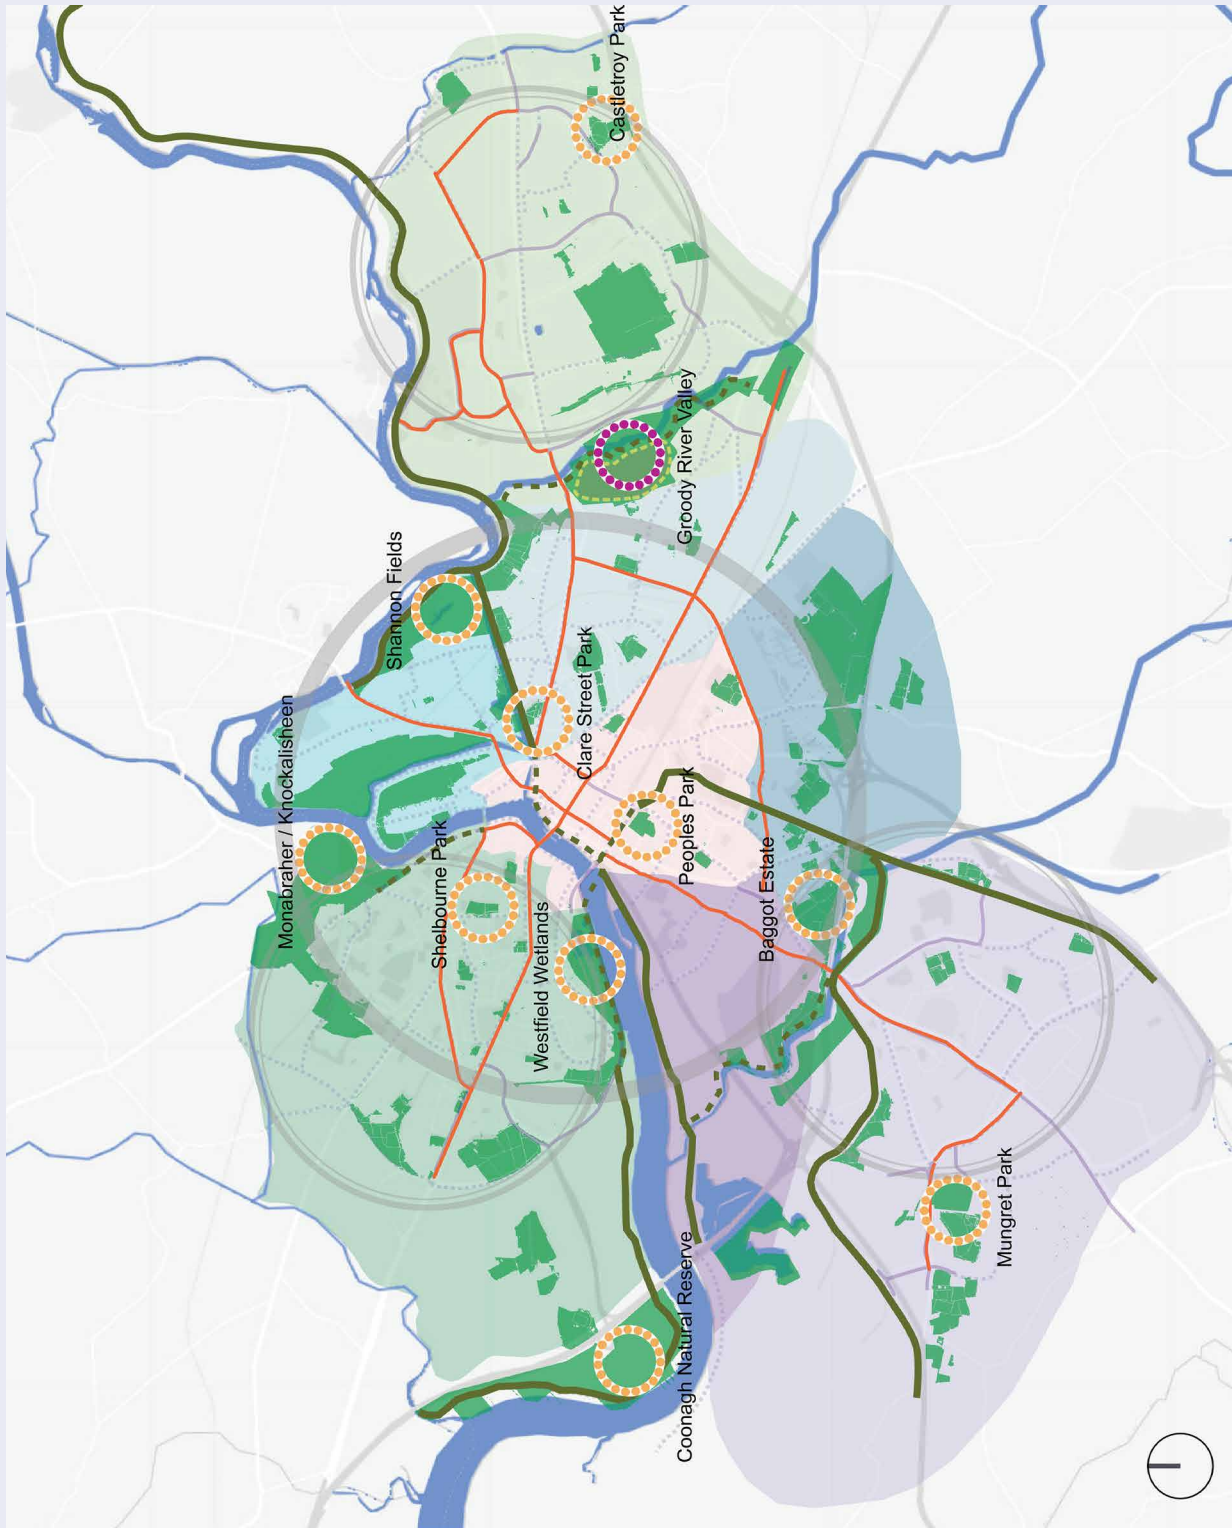 Castletroy Park
Groody River Valley
Shannon Fields
Clare Street Park
Monabraher / Knockalisheen
Peoples Park
Shelbourne Park
Baggot Estate
Westfield Wetlands
Mungret Park
Coonagh Natural Reserve